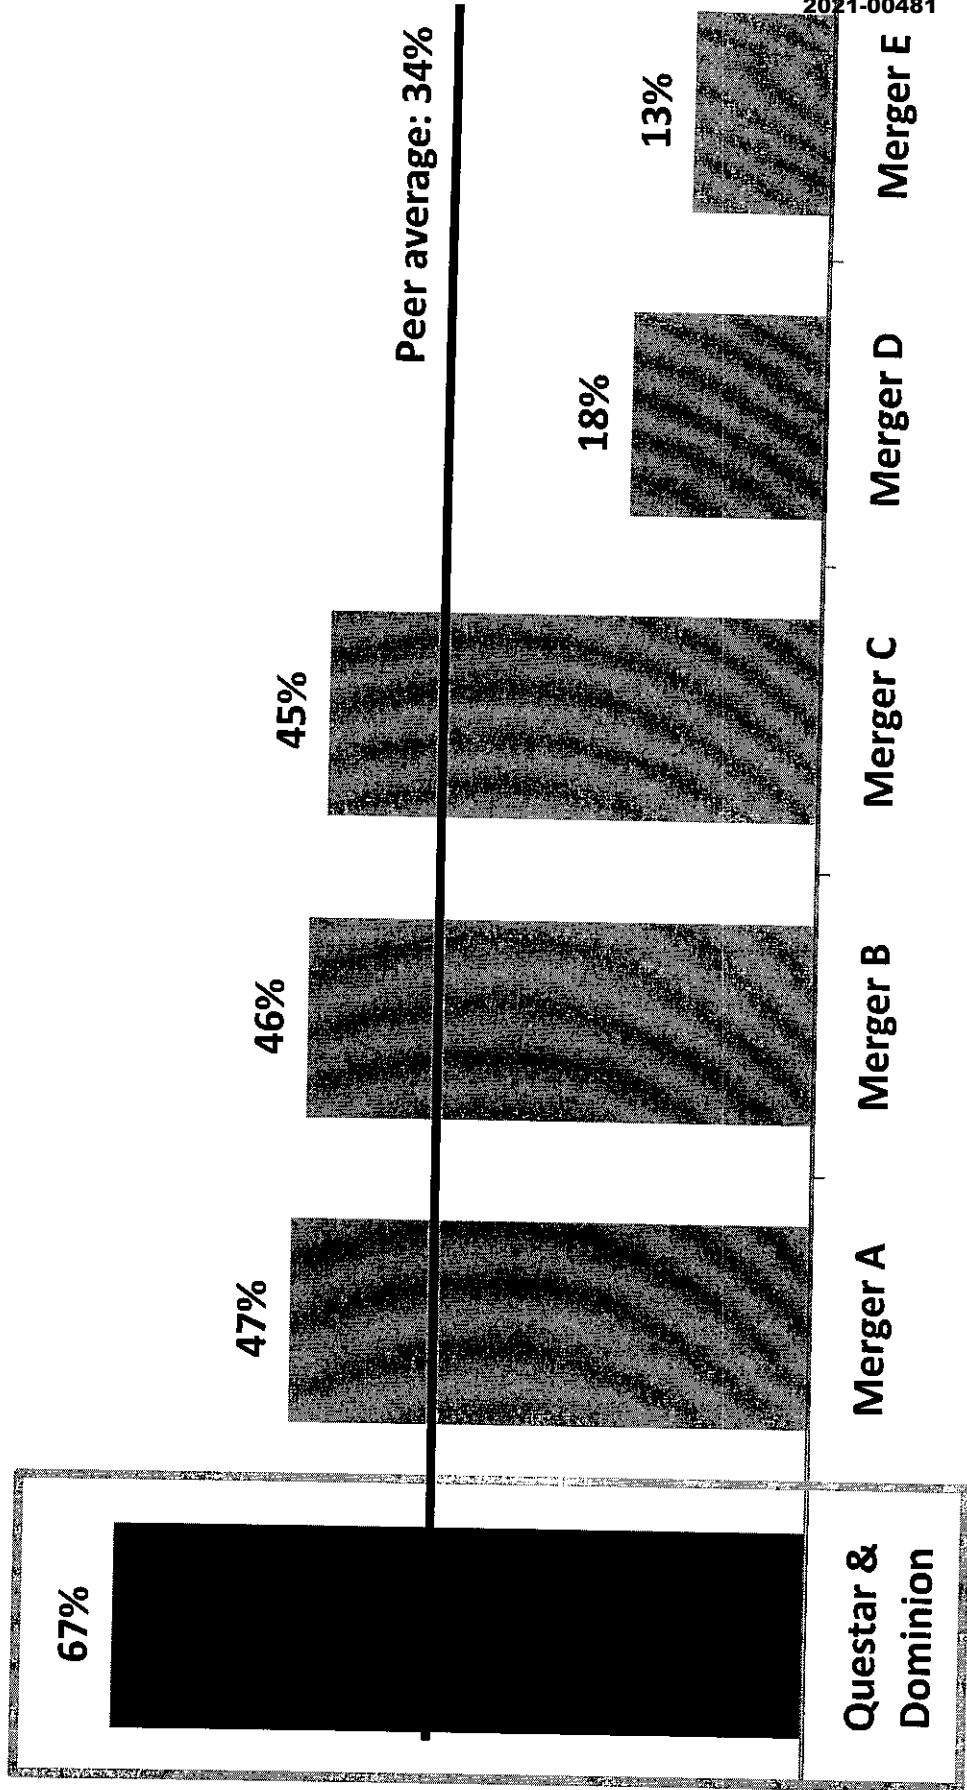 2021-00481
Peer average: 34%
67%
47%
46%
45%
18%
13%
Questar &
Dominion
Merger A
Merger B
Merger C
Merger D
Merger E